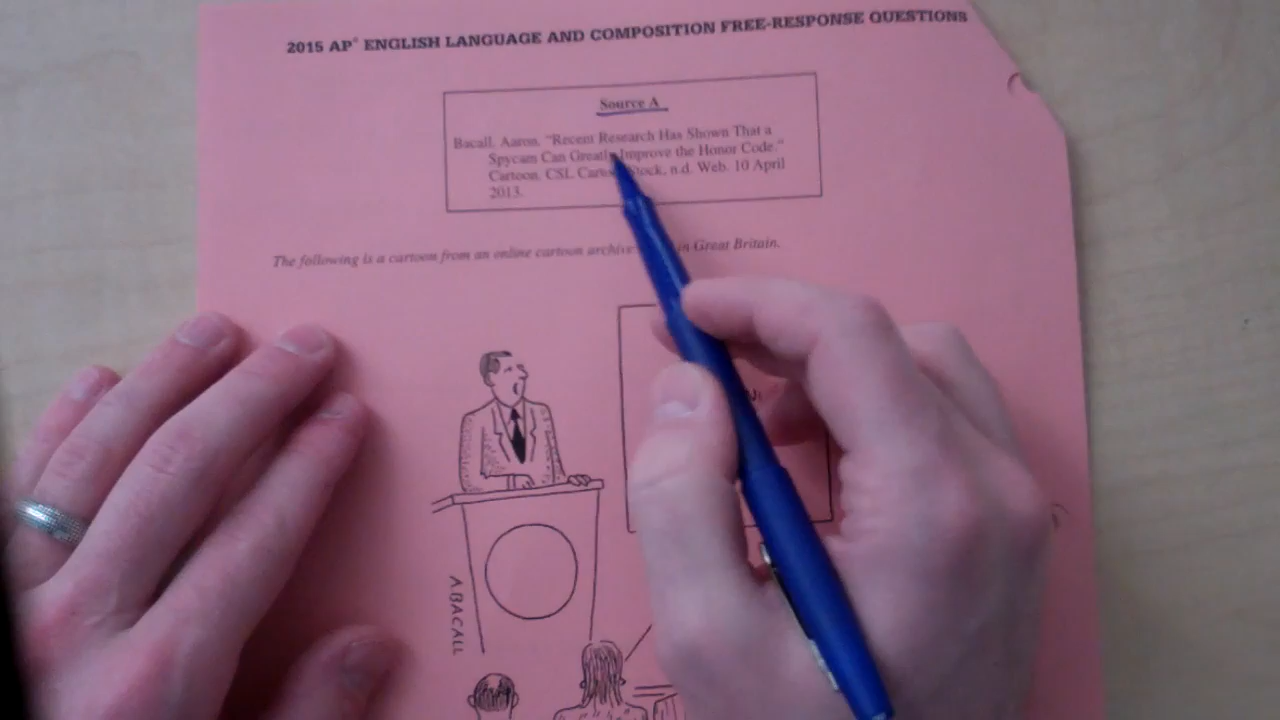 2015 AP® ENGLISH LANGUAGE AND COMPOSITION FREE-RESPONSE QUESTIONS
Source A
Bacall, Aaron. “Recent Research Has Shown That a
Spycam Can Greatly Improve the Honor Code.”
Cartoon. CSL Stock, n.d. Web. 10 April
2013.
The following is a cartoon from an online cartoon archive in Great Britain.
A.BACALL